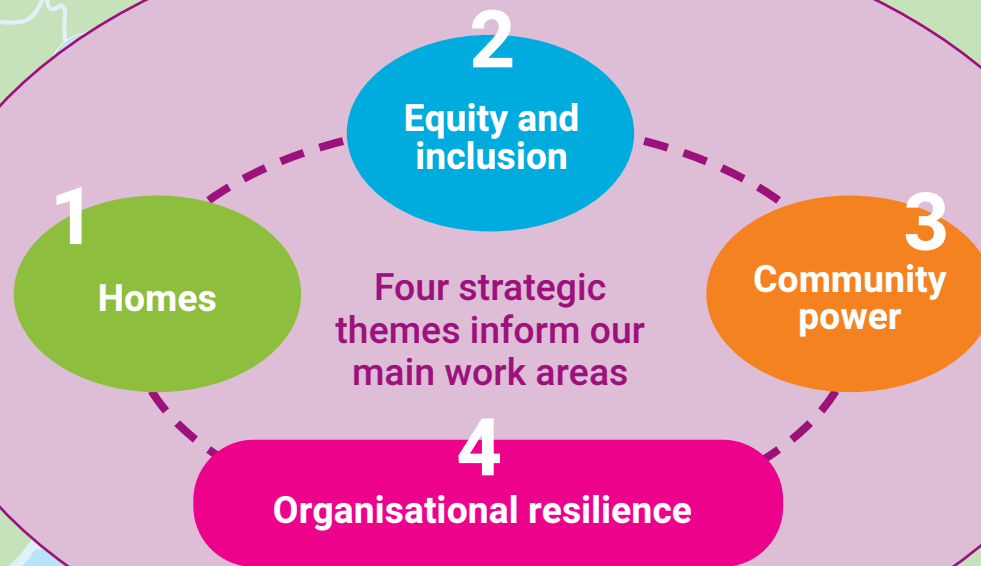 1
Homes
2
Equity and
inclusion
3
Community
power
Four strategic
themes inform our
main work areas
4
Organisational resilience